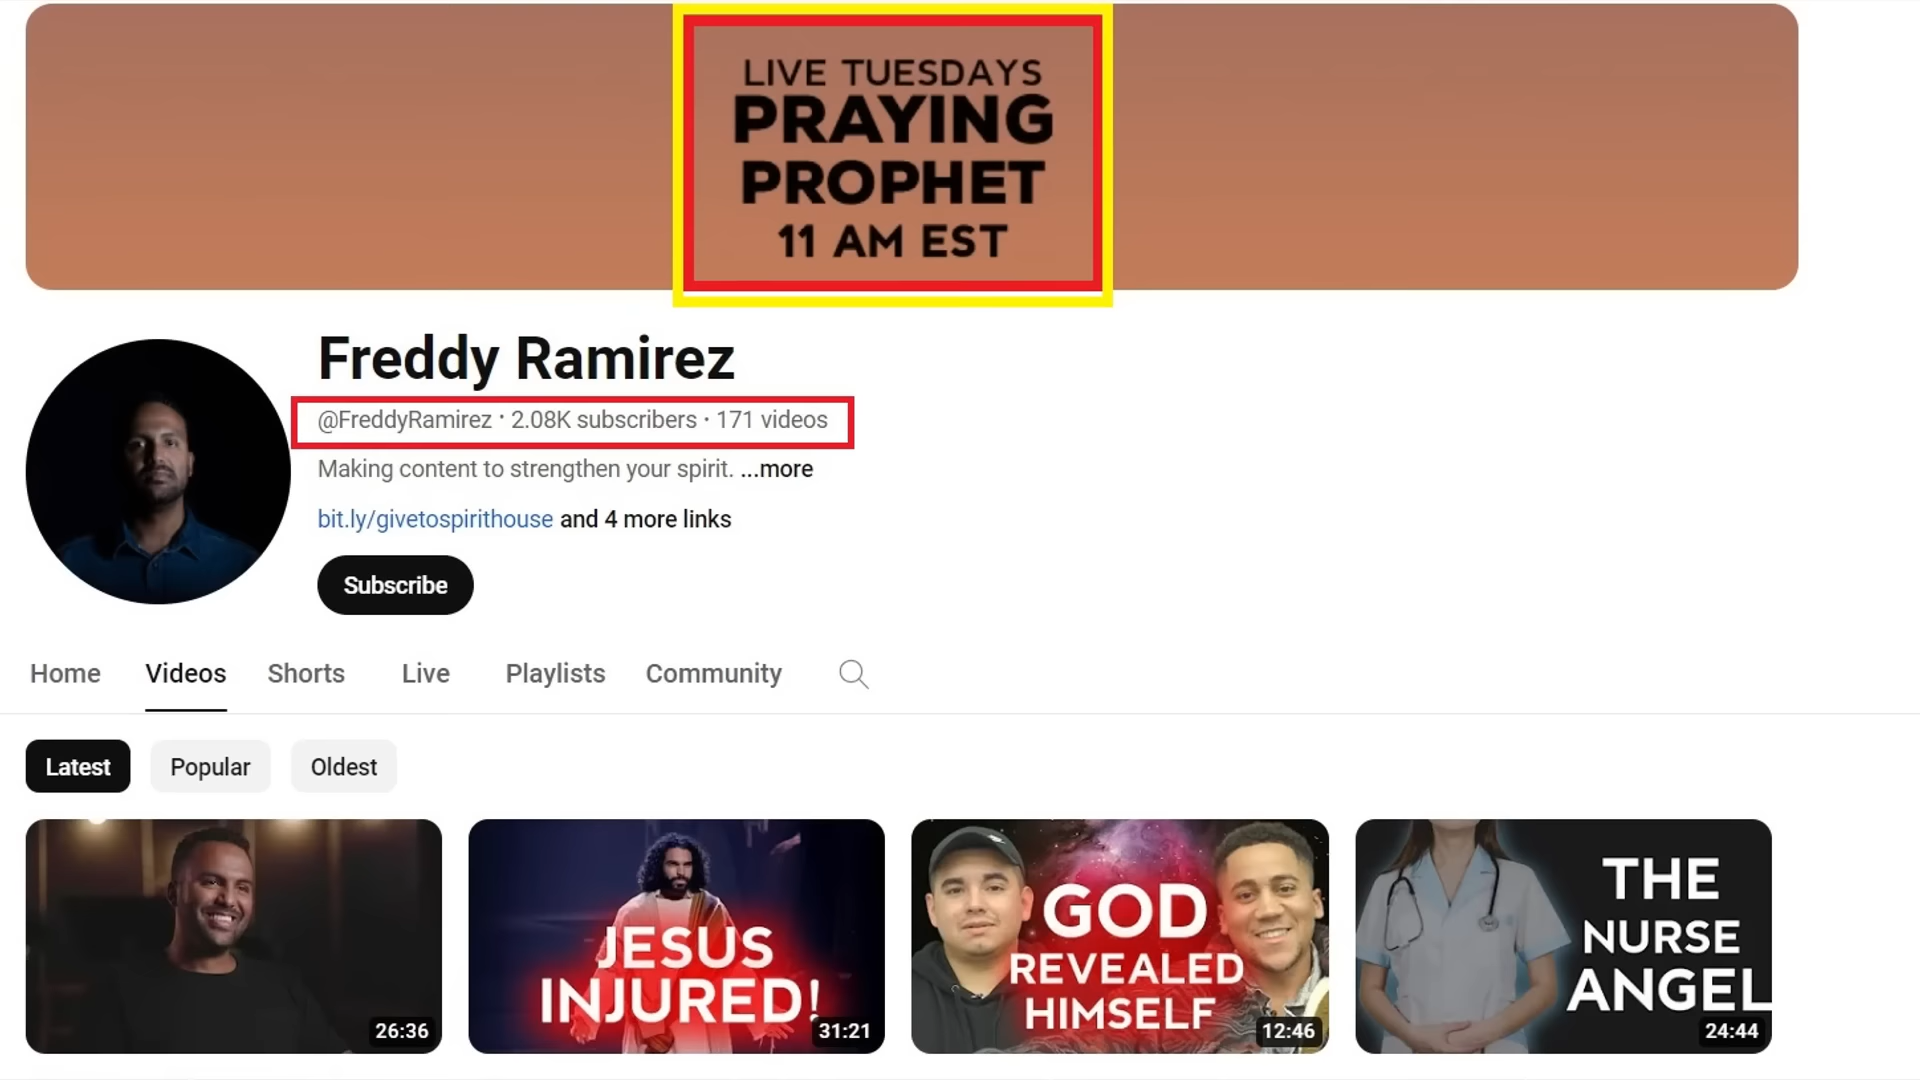 LIVE TUESDAYS
PRAYING
PROPHET
11 AM EST
Freddy Ramirez
@FreddyRamirez · 2.08K subscribers · 171 videos
Making content to strengthen your spirit. ...more
bit.ly/givetospirithouse and 4 more links
Subscribe
Home Videos Shorts Live Playlists Community
Latest Popular Oldest
26:36
JESUS
INJURED!
31:21
GOD
REVEALED
HIMSELF
12:46
THE
NURSE
ANGEL
24:44